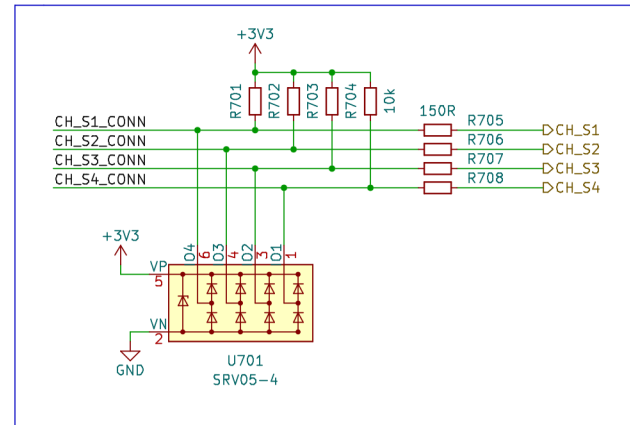 +3V3
R701
R702
R703
R704
10k
150R
CH_S1_CONN
R705
CH_S1
CH_S2_CONN
R706
CH_S2
CH_S3_CONN
R707
CH_S3
CH_S4_CONN
R708
CH_S4
+3V3
O4
6
O3
4
O2
3
O1
1
VP
5
VN
2
GND
U701
SRV05-4